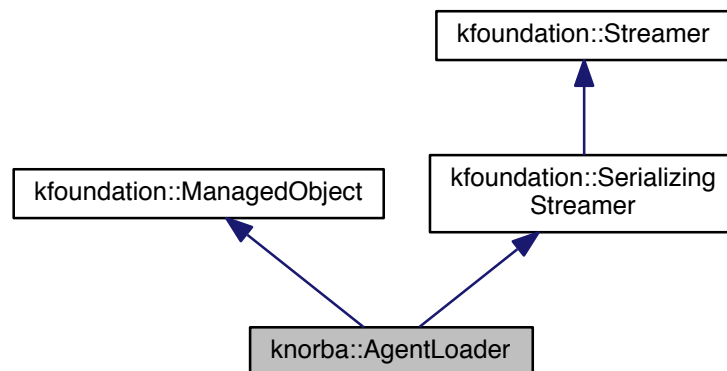 kfoundation::Streamer
kfoundation::ManagedObject
kfoundation::Serializing
Streamer
knorba::AgentLoader